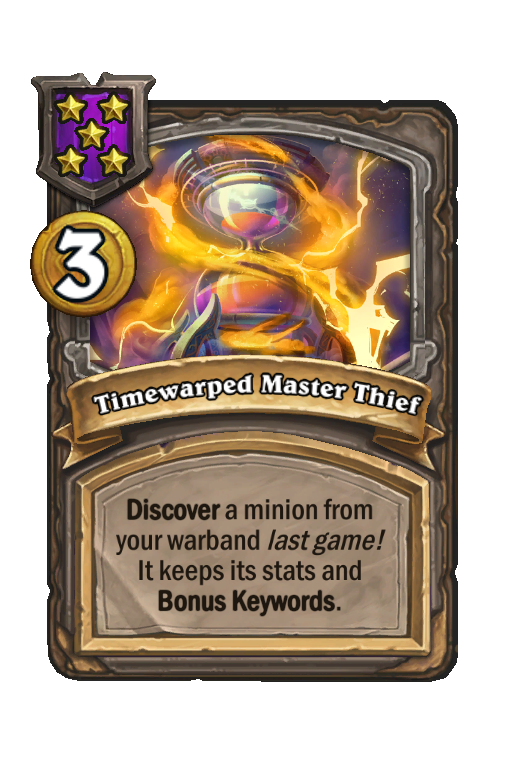 3
Timewarped Master Thief
Discover a minion from
your warband last game!
It keeps its stats and
Bonus Keywords.